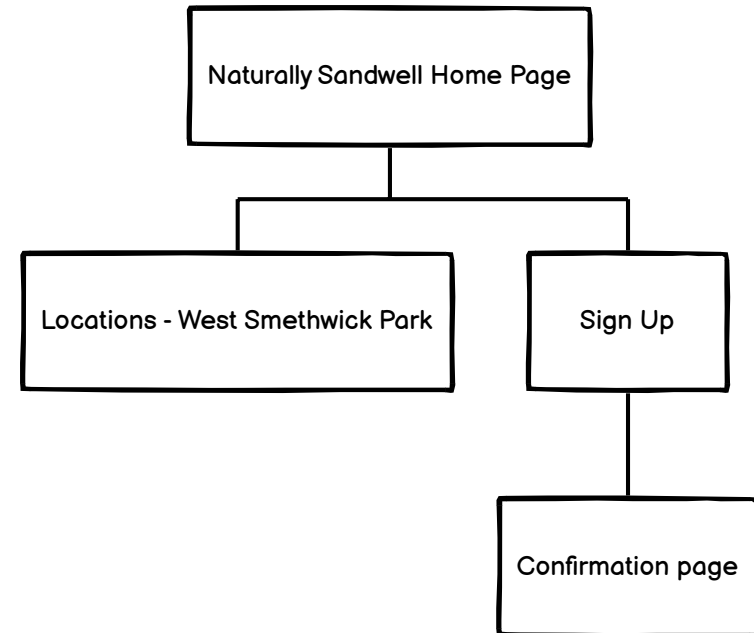 Naturally Sandwell Home Page
Locations - West Smethwick Park
Sign Up
Confirmation page